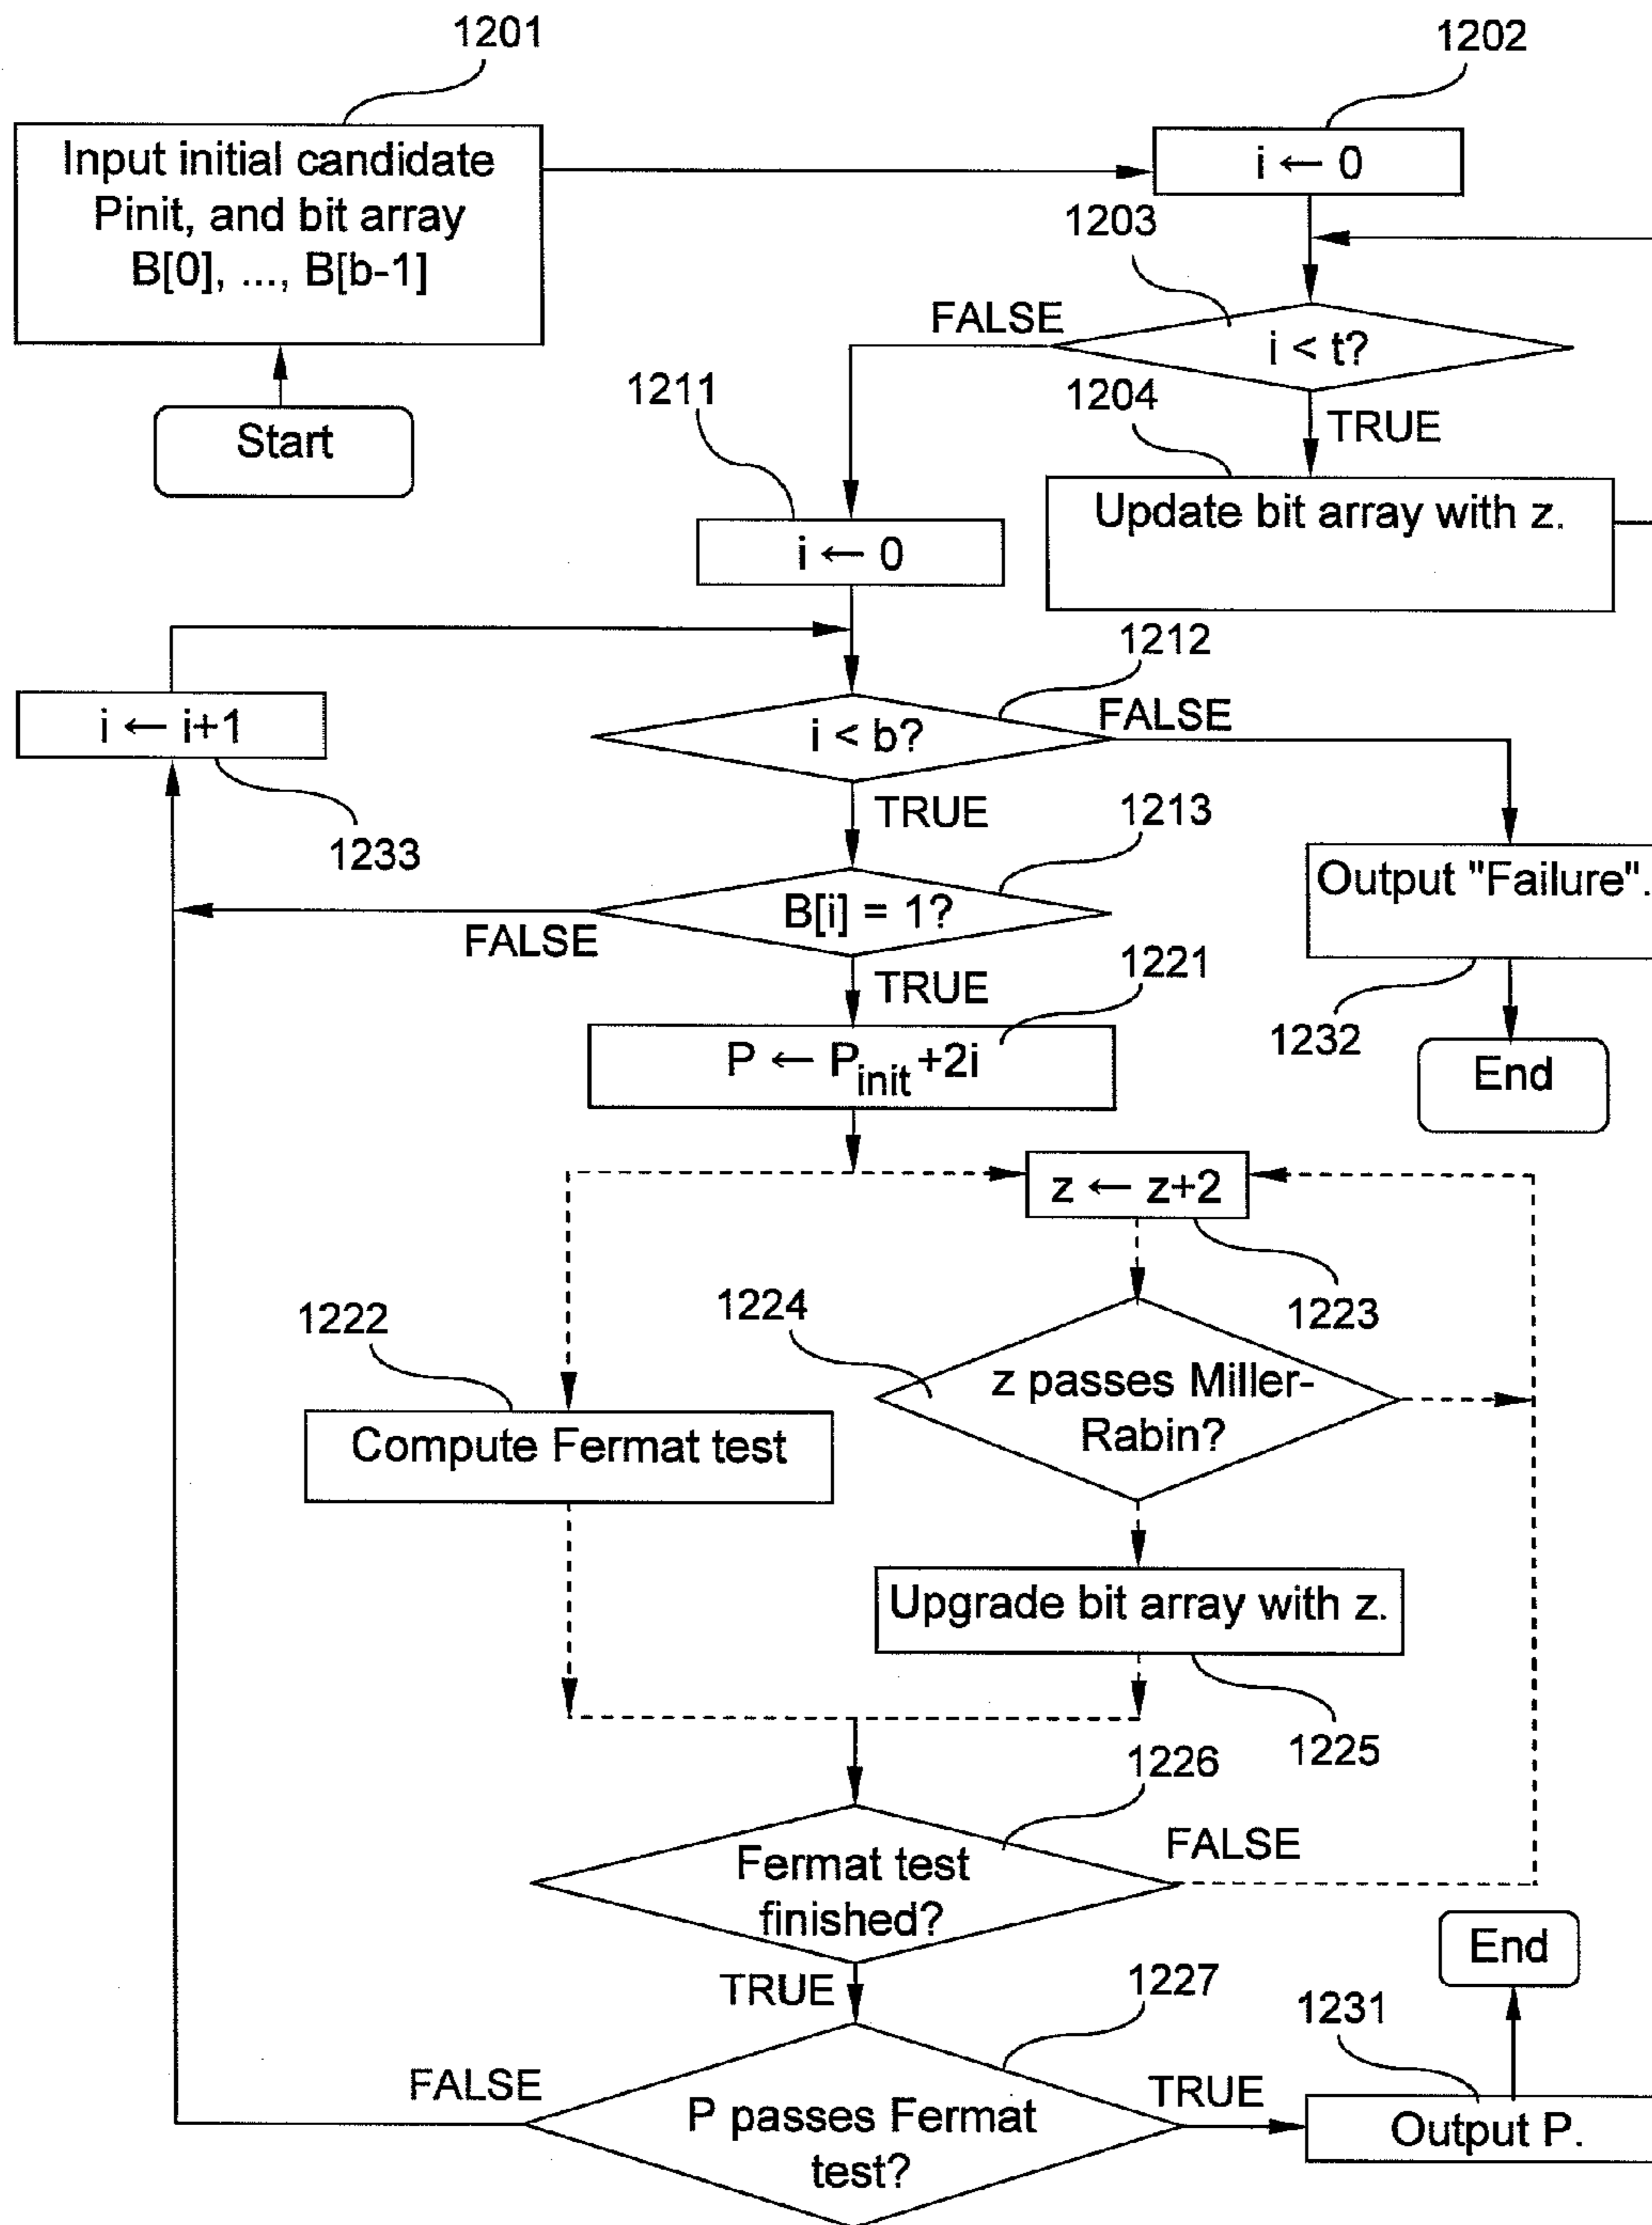 1201
1202
Input initial candidate
Pinit, and bit array
B[0], ..., B[b-1]
i ← 0
1203
FALSE
i < t?
1211
1204
TRUE
Start
Update bit array with z.
i ← 0
1212
i ← i+1
i < b?
FALSE
1233
TRUE
1213
Output "Failure".
B[i] = 1?
FALSE
TRUE
1221
1232
P ← Pinit +2i
End
z ← z+2
1222
1224
1223
z passes Miller-
Rabin?
Compute Fermat test
Upgrade bit array with z.
1226
1225
Fermat test
finished?
FALSE
TRUE
1227
End
1231
FALSE
TRUE
P passes Fermat
test?
Output P.